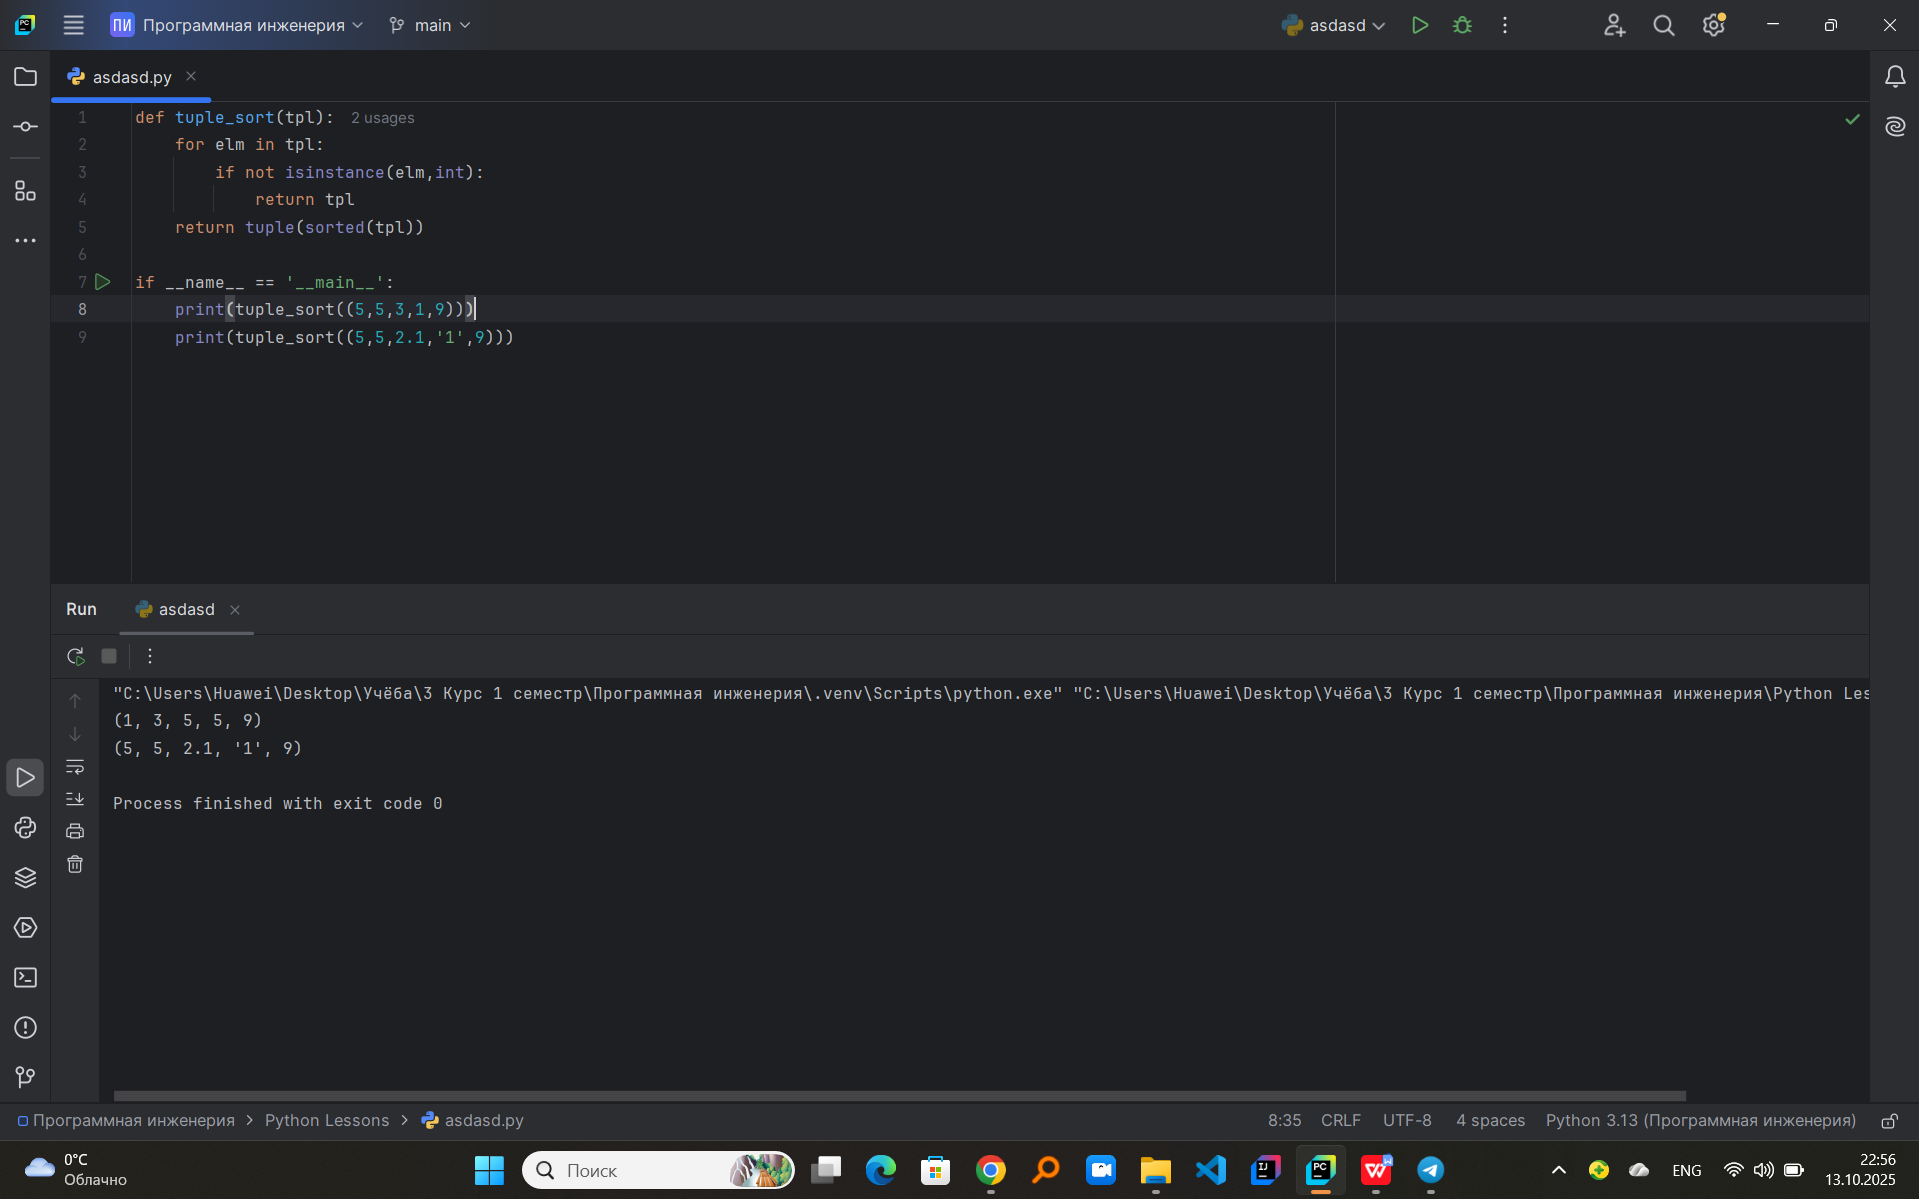 ПИ Программная инженерия main asdasd
asdasd.py
1 def tuple_sort(tpl): 2 usages
2 for elm in tpl:
3 if not isinstance(elm,int):
4 return tpl
5 return tuple(sorted(tpl))
6
7 if __name__ == '__main__':
8 print(tuple_sort((5,5,3,1,9)))
9 print(tuple_sort((5,5,2.1,'1',9)))
Run asdasd
"C:\Users\Huawei\Desktop\Учёба\3 Курс 1 семестр\Программная инженерия\.venv\Scripts\python.exe" "C:\Users\Huawei\Desktop\Учёба\3 Курс 1 семестр\Программная инженерия\Python Les
(1, 3, 5, 5, 9)
(5, 5, 2.1, '1', 9)
Process finished with exit code 0
Программная инженерия > Python Lessons > asdasd.py 8:35 CRLF UTF-8 4 spaces Python 3.13 (Программная инженерия)
0°C
Облачно
Поиск
ENG
22:56
13.10.2025